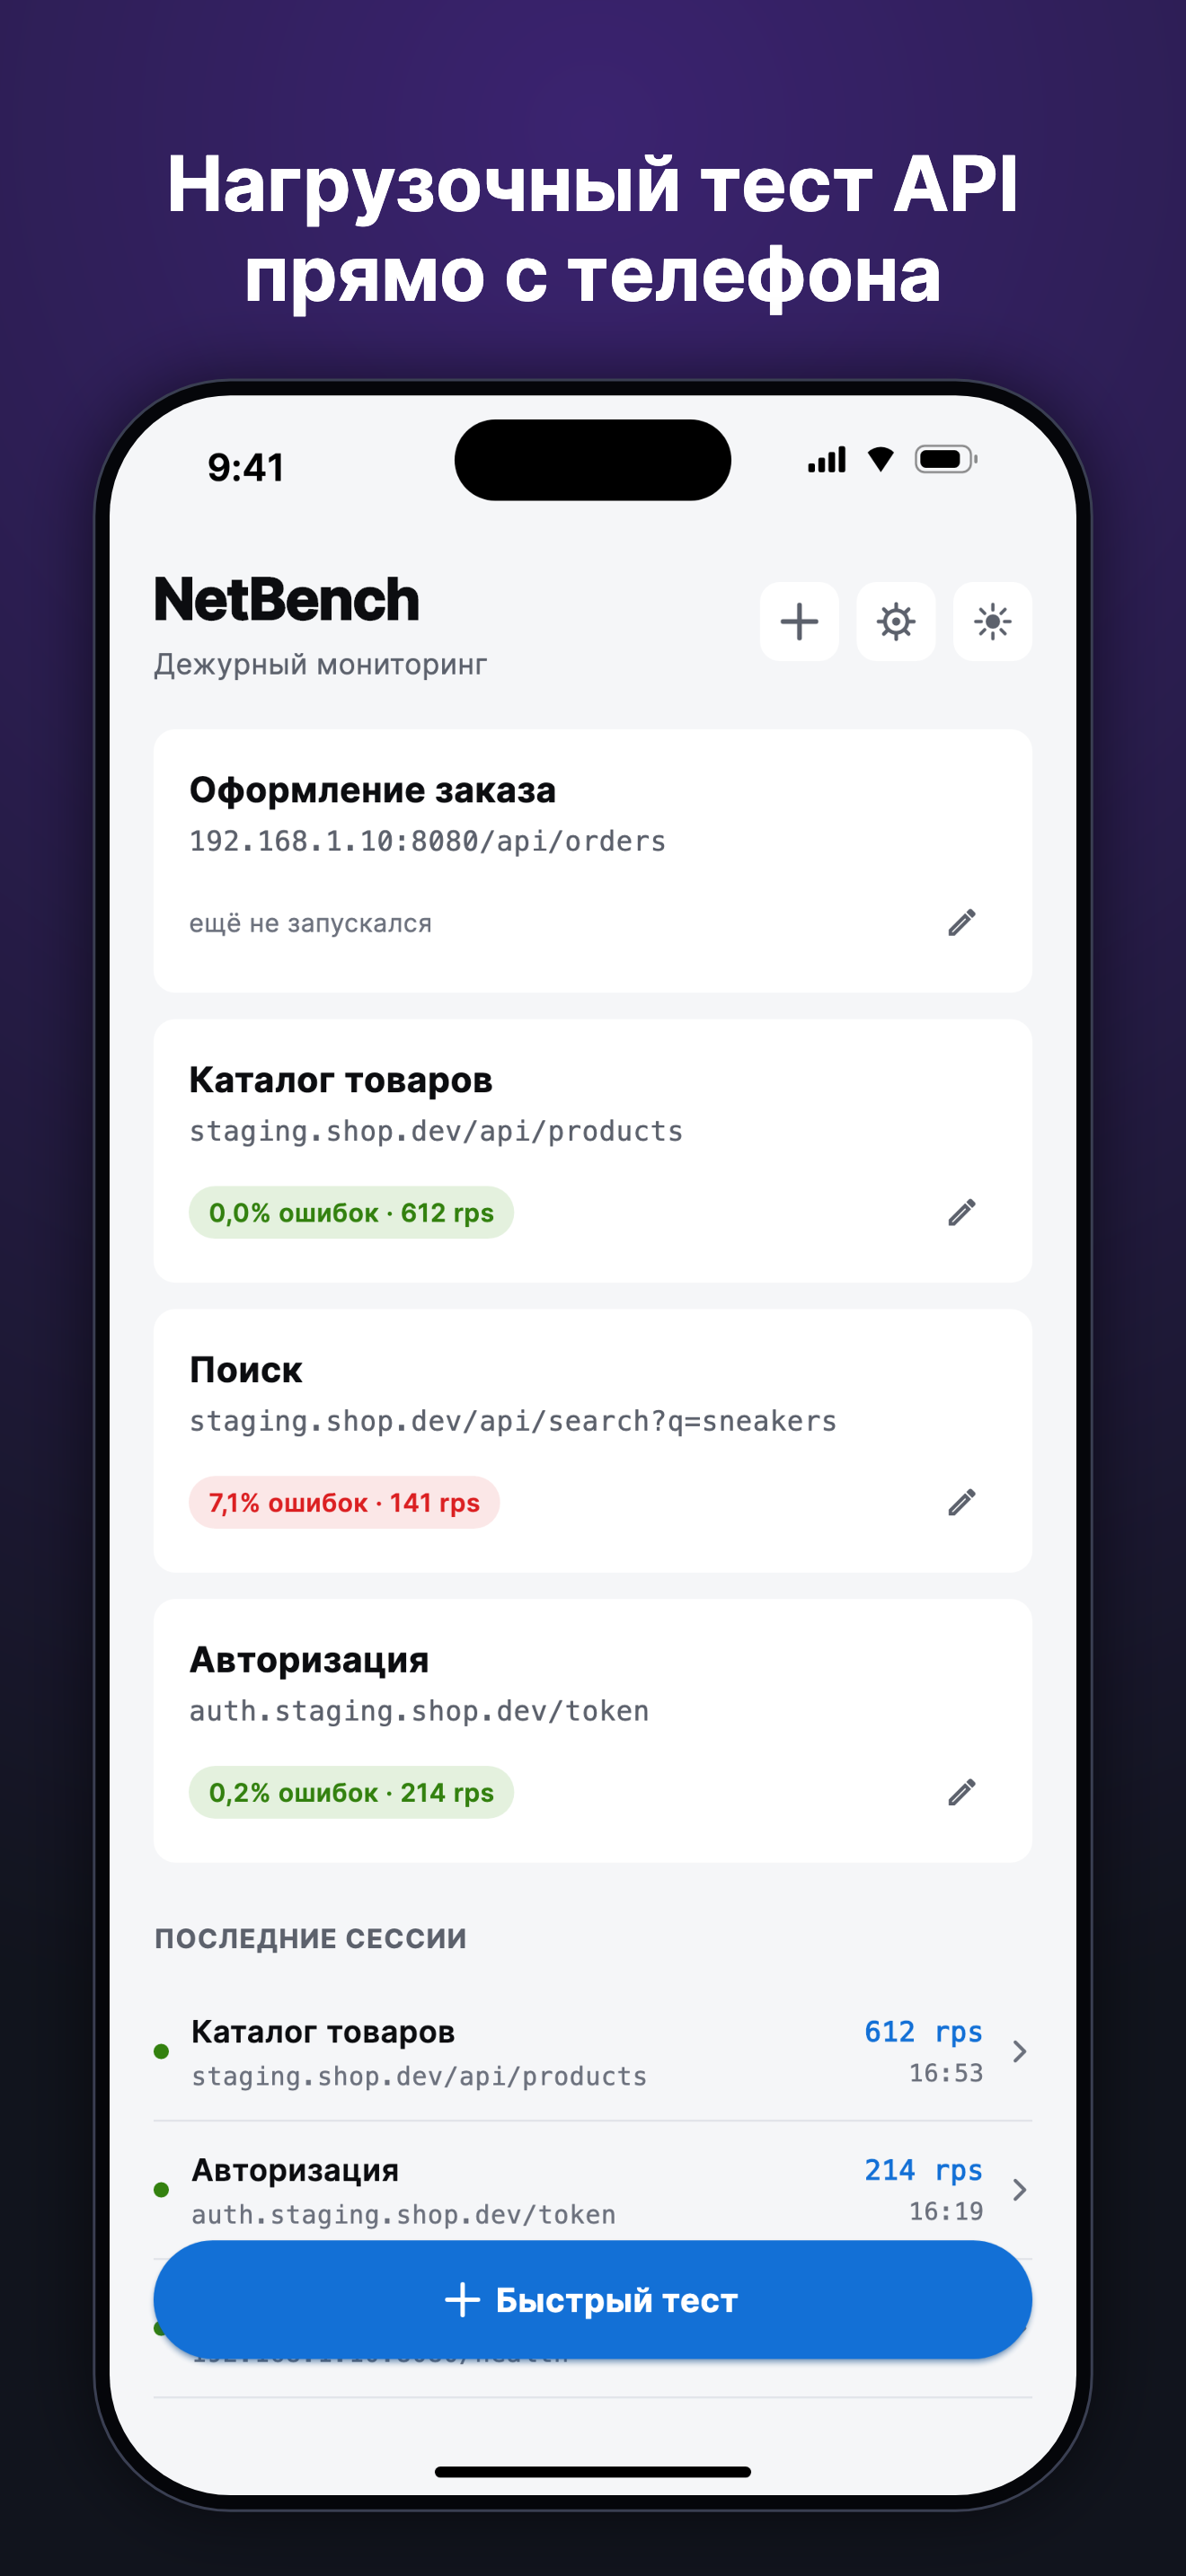 Нагрузочный тест API
прямо с телефона
9:41
NetBench
Дежурный мониторинг
Оформление заказа
192.168.1.10:8080/api/orders
ещё не запускался
Каталог товаров
staging.shop.dev/api/products
0,0% ошибок · 612 rps
Поиск
staging.shop.dev/api/search?q=sneakers
7,1% ошибок · 141 rps
Авторизация
auth.staging.shop.dev/token
0,2% ошибок · 214 rps
ПОСЛЕДНИЕ СЕССИИ
Каталог товаров
612 rps
staging.shop.dev/api/products
16:53
Авторизация
214 rps
auth.staging.shop.dev/token
16:19
Быстрый тест